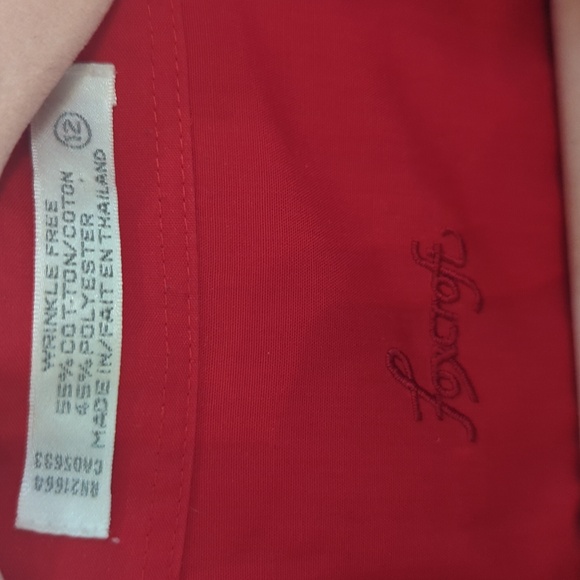 12
WRINKLE FREE
55% COTTON/COTON
45% POLYESTER
MADE IN/FAIT EN THAILAND
RN21664
CA05633
Foxcroft